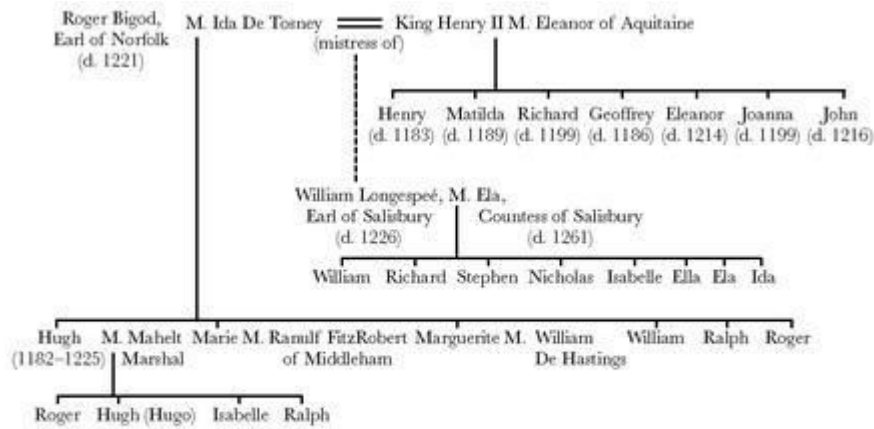 Roger Bigod, M. Ida De Tosney King Henry II M. Eleanor of Aquitaine
Earl of Norfolk (mistress of)
(d. 1221)
Henry Matilda Richard Geoffrey Eleanor Joanna John
(d. 1183) (d. 1189) (d. 1199) (d. 1186) (d. 1214) (d. 1199) (d. 1216)
William Longespeé, M. Ela,
Earl of Salisbury Countess of Salisbury
(d. 1226) (d. 1261)
William Richard Stephen Nicholas Isabelle Ella Ela Ida
Hugh M. Mahelt Marie M. Ranulf FitzRobert Marguerite M. William William Ralph Roger
(1182–1225) Marshal of Middleham De Hastings
Roger Hugh (Hugo) Isabelle Ralph